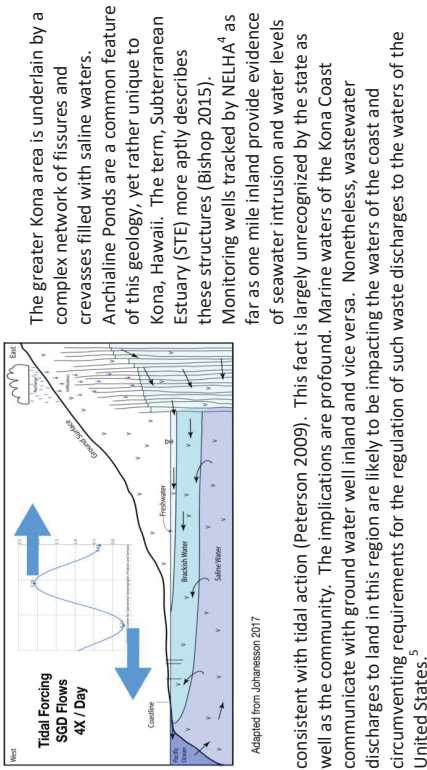 West
East
Tidal Forcing
SGD Flows
4X / Day
Ground Surface
Coastline
Freshwater
Brackish Water
Saline Water
Pacific
Ocean
Adapted from Johanesson 2017
The greater Kona area is underlain by a
complex network of fissures and
crevasses filled with saline waters.
Anchialine Ponds are a common feature
of this geology, yet rather unique to
Kona, Hawaii. The term, Subterranean
Estuary (STE) more aptly describes
these structures (Bishop 2015).
Monitoring wells tracked by NELHA4 as
far as one mile inland provide evidence
of seawater intrusion and water levels
consistent with tidal action (Peterson 2009). This fact is largely unrecognized by the state as
well as the community. The implications are profound. Marine waters of the Kona Coast
communicate with ground water well inland and vice versa. Nonetheless, wastewater
discharges to land in this region are likely to be impacting the waters of the coast and
circumventing requirements for the regulation of such waste discharges to the waters of the
United States.5